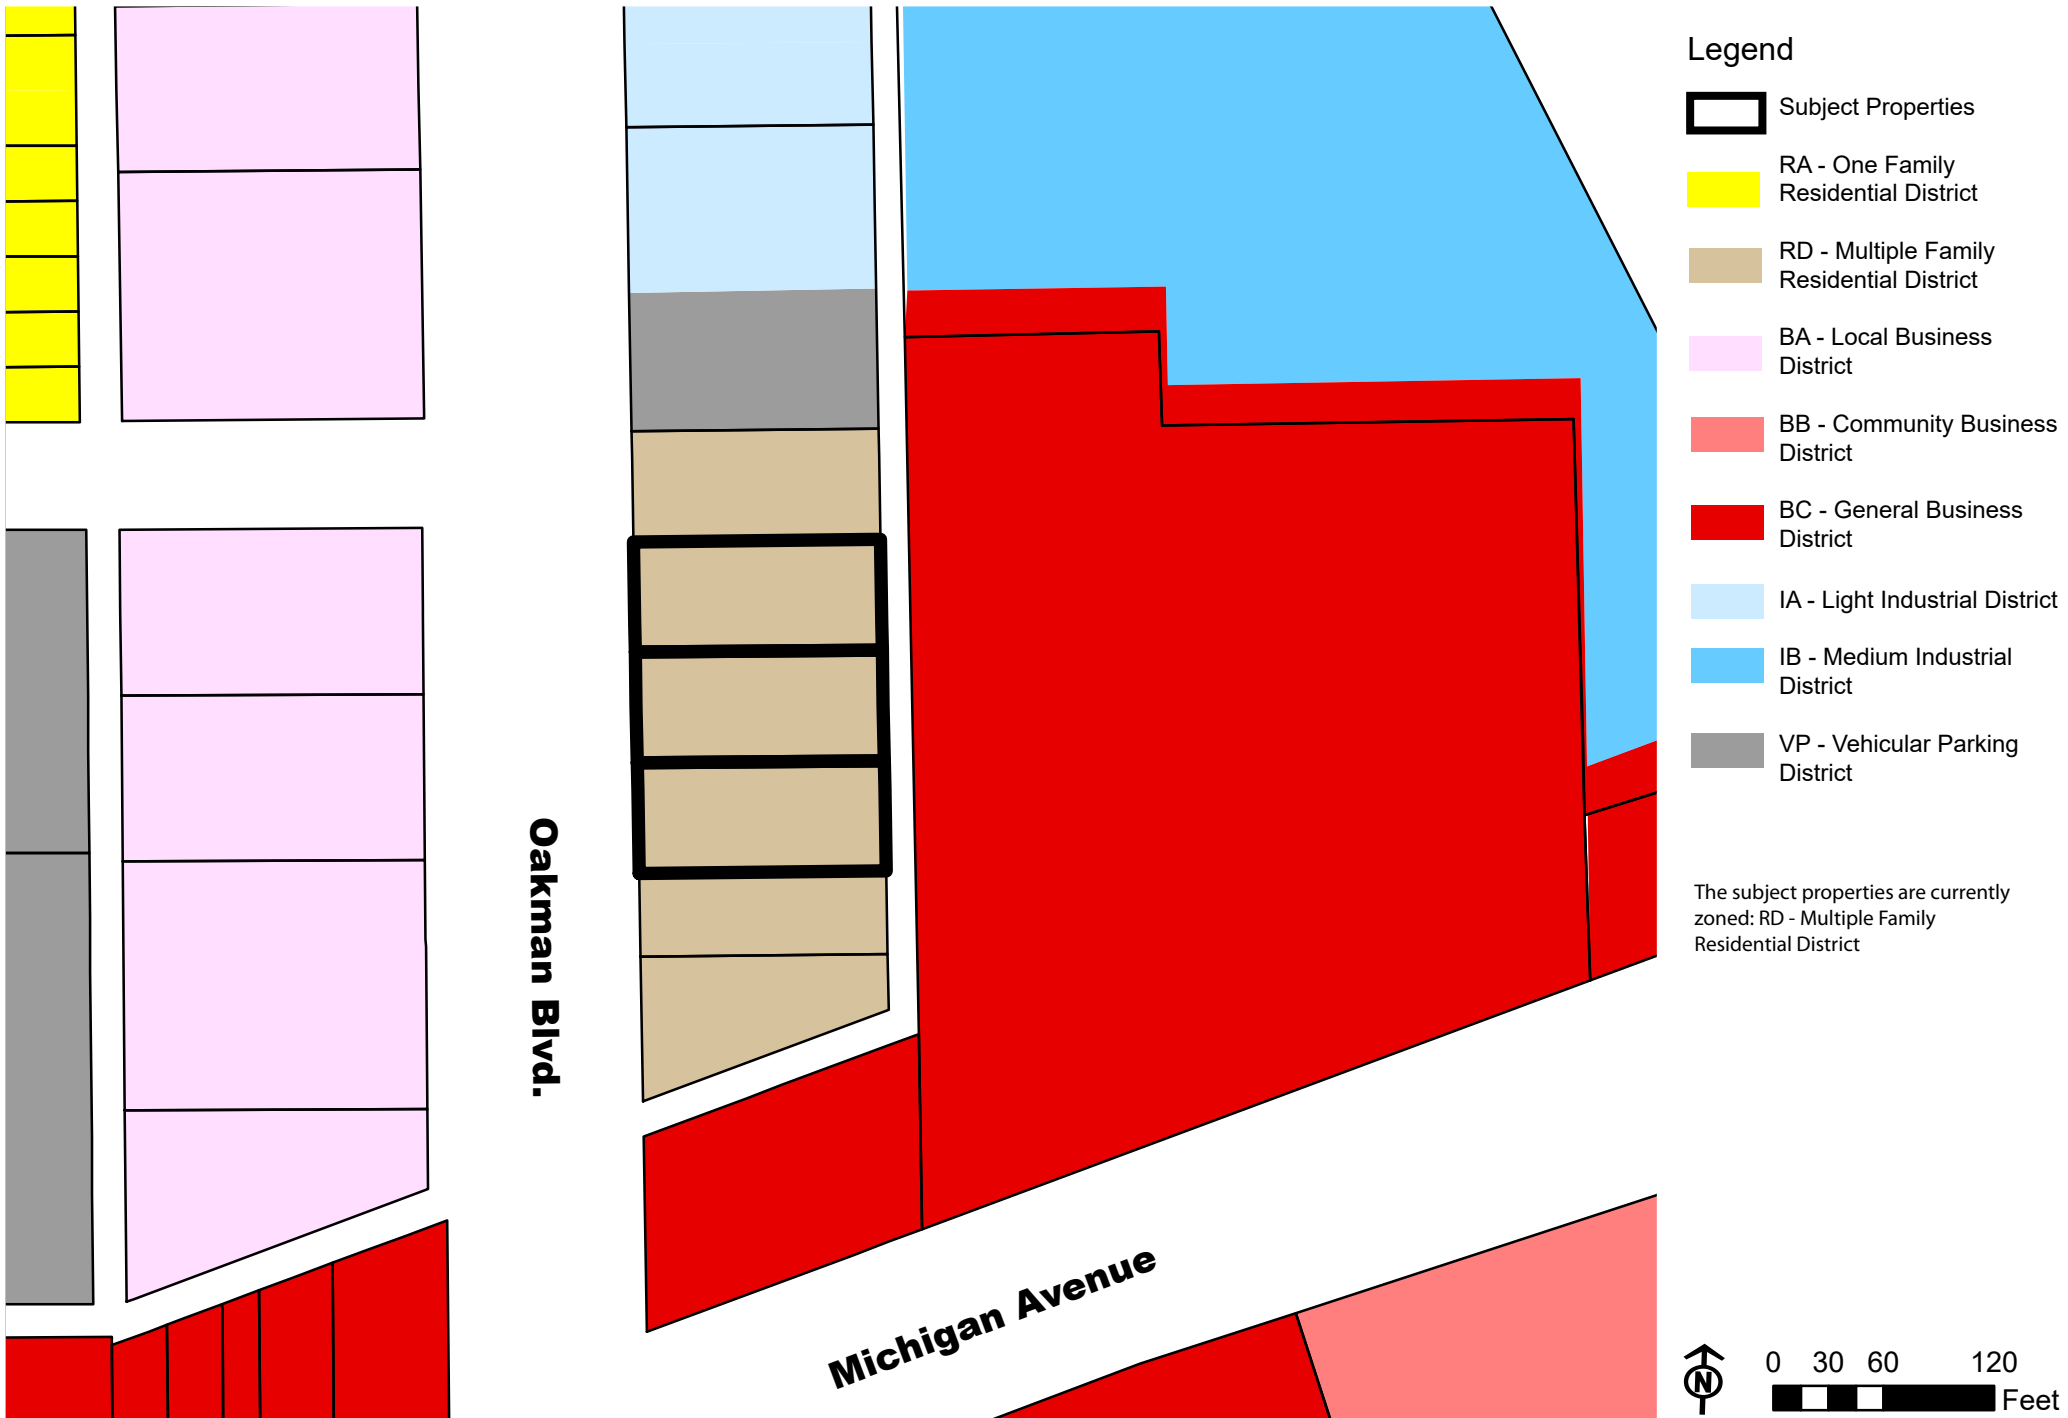 Legend
Subject Properties
RA - One Family
Residential District
RD - Multiple Family
Residential District
BA - Local Business
District
BB - Community Business
District
BC - General Business
District
IA - Light Industrial District
IB - Medium Industrial
District
VP - Vehicular Parking
District
The subject properties are currently
zoned: RD - Multiple Family
Residential District
Oakman Blvd.
Michigan Avenue
N
0 30 60 120
Feet